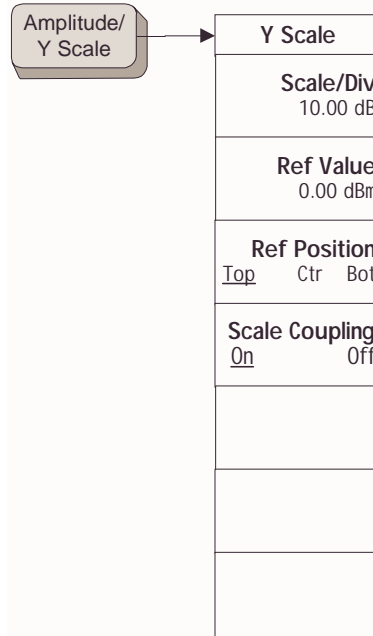 Amplitude/
Y Scale
Y Scale
Scale/Div
10.00 dB
Ref Value
0.00 dBm
Ref Position
Top Ctr Bot
Scale Coupling
On Off